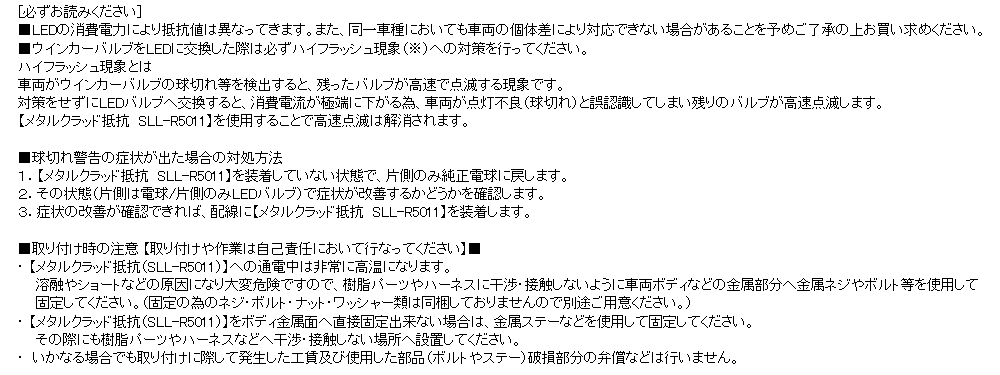 ［必ずお読みください］
■LEDの消費電力により抵抗値は異なってきます。また、同一車種においても車両の個体差により対応できない場合があることを予めご了承の上お買い求めください。
■ウインカーバルブをLEDに交換した際は必ずハイフラッシュ現象（※）への対策を行ってください。
ハイフラッシュ現象とは
車両がウインカーバルブの球切れ等を検出すると、残ったバルブが高速で点滅する現象です。
対策をせずにLEDバルブへ交換すると、消費電流が極端に下がる為、車両が点灯不良（球切れ）と誤認識してしまい残りのバルブが高速点滅します。
【メタルクラッド抵抗 SLL-R5011】を使用することで高速点滅は解消されます。
■球切れ警告の症状が出た場合の対処方法
１．【メタルクラッド抵抗 SLL-R5011】を装着していない状態で、片側のみ純正電球に戻します。
２．その状態（片側は電球/片側のみLEDバルブ）で症状が改善するかどうかを確認します。
３．症状の改善が確認できれば、配線に【メタルクラッド抵抗 SLL-R5011】を装着します。
■取り付け時の注意【取り付けや作業は自己責任において行なってください】■
・【メタルクラッド抵抗（SLL-R5011）】への通電中は非常に高温になります。
溶融やショートなどの原因になり大変危険ですので、樹脂パーツやハーネスに干渉・接触しないように車両ボディなどの金属部分へ金属ネジやボルト等を使用して
固定してください。（固定の為のネジ・ボルト・ナット・ワッシャー類は同梱しておりませんので別途ご用意ください。）
・【メタルクラッド抵抗（SLL-R5011）】をボディ金属面へ直接固定出来ない場合は、金属ステーなどを使用して固定してください。
その際にも樹脂パーツやハーネスなどへ干渉・接触しない場所へ設置してください。
・ いかなる場合でも取り付けに際して発生した工賃及び使用した部品（ボルトやステー）破損部分の弁償などは行いません。